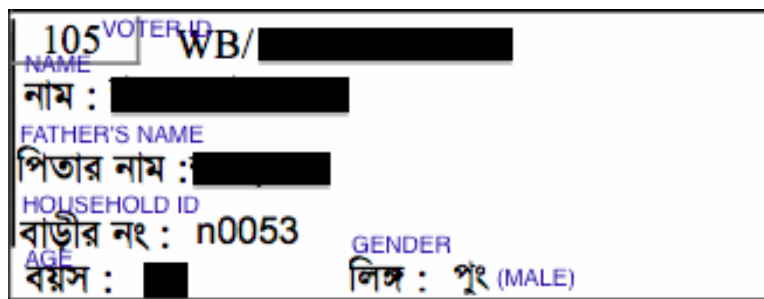 105 VOTER ID WB/
NAME
নাম :
FATHER'S NAME
পিতার নাম :
HOUSEHOLD ID
বাড়ীর নং : n0053
AGE GENDER
বয়স : লিঙ্গ : পুং (MALE)